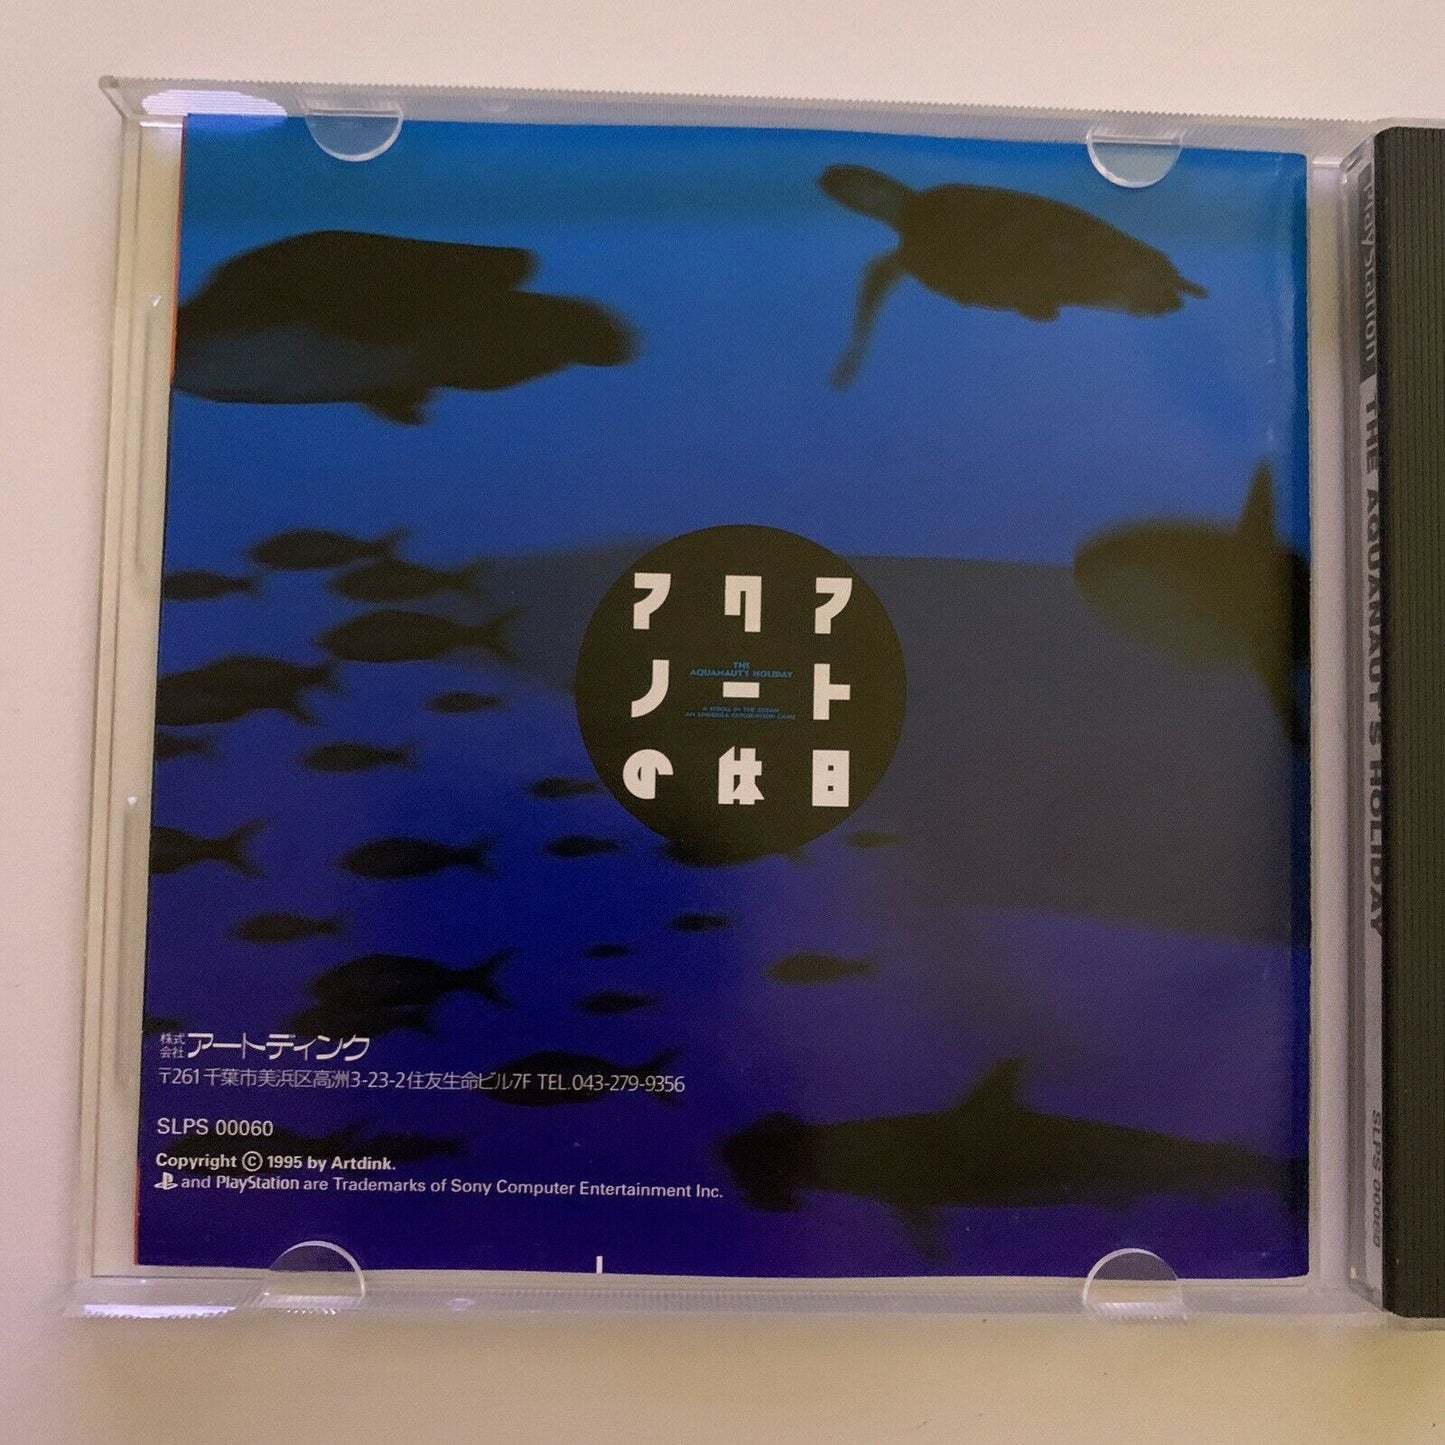 アクア
THE
AQUANAUT'S HOLIDAY
ノート
A STROLL IN THE OCEAN
AN UNDERSEA EXPLORATION GAME
の休日
株式会社アートディンク
〒261 千葉市美浜区高洲3-23-2住友生命ビル7F TEL.043-279-9356
SLPS 00060
Copyright © 1995 by Artdink.
and PlayStation are Trademarks of Sony Computer Entertainment Inc.
PlayStation THE AQUANAUT'S HOLIDAY SLPS 00060